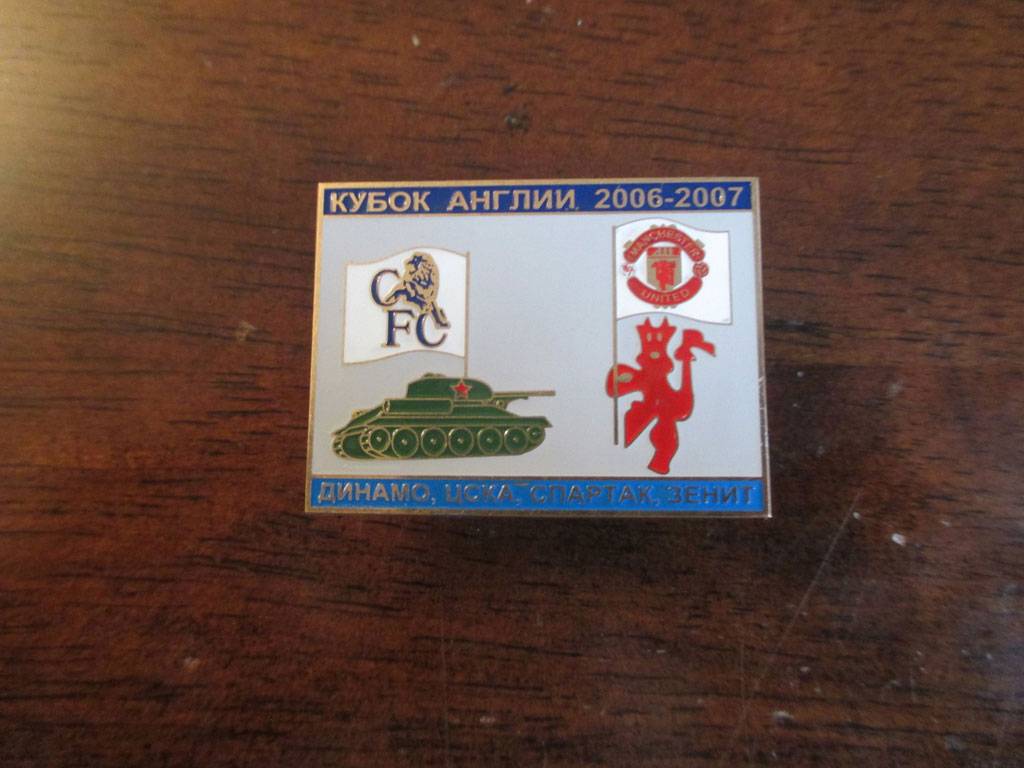 КУБОК АНГЛИИ 2006-2007
CFC
MANCHESTER
UNITED
ДИНАМО, ЦСКА, СПАРТАК, ЗЕНИТ